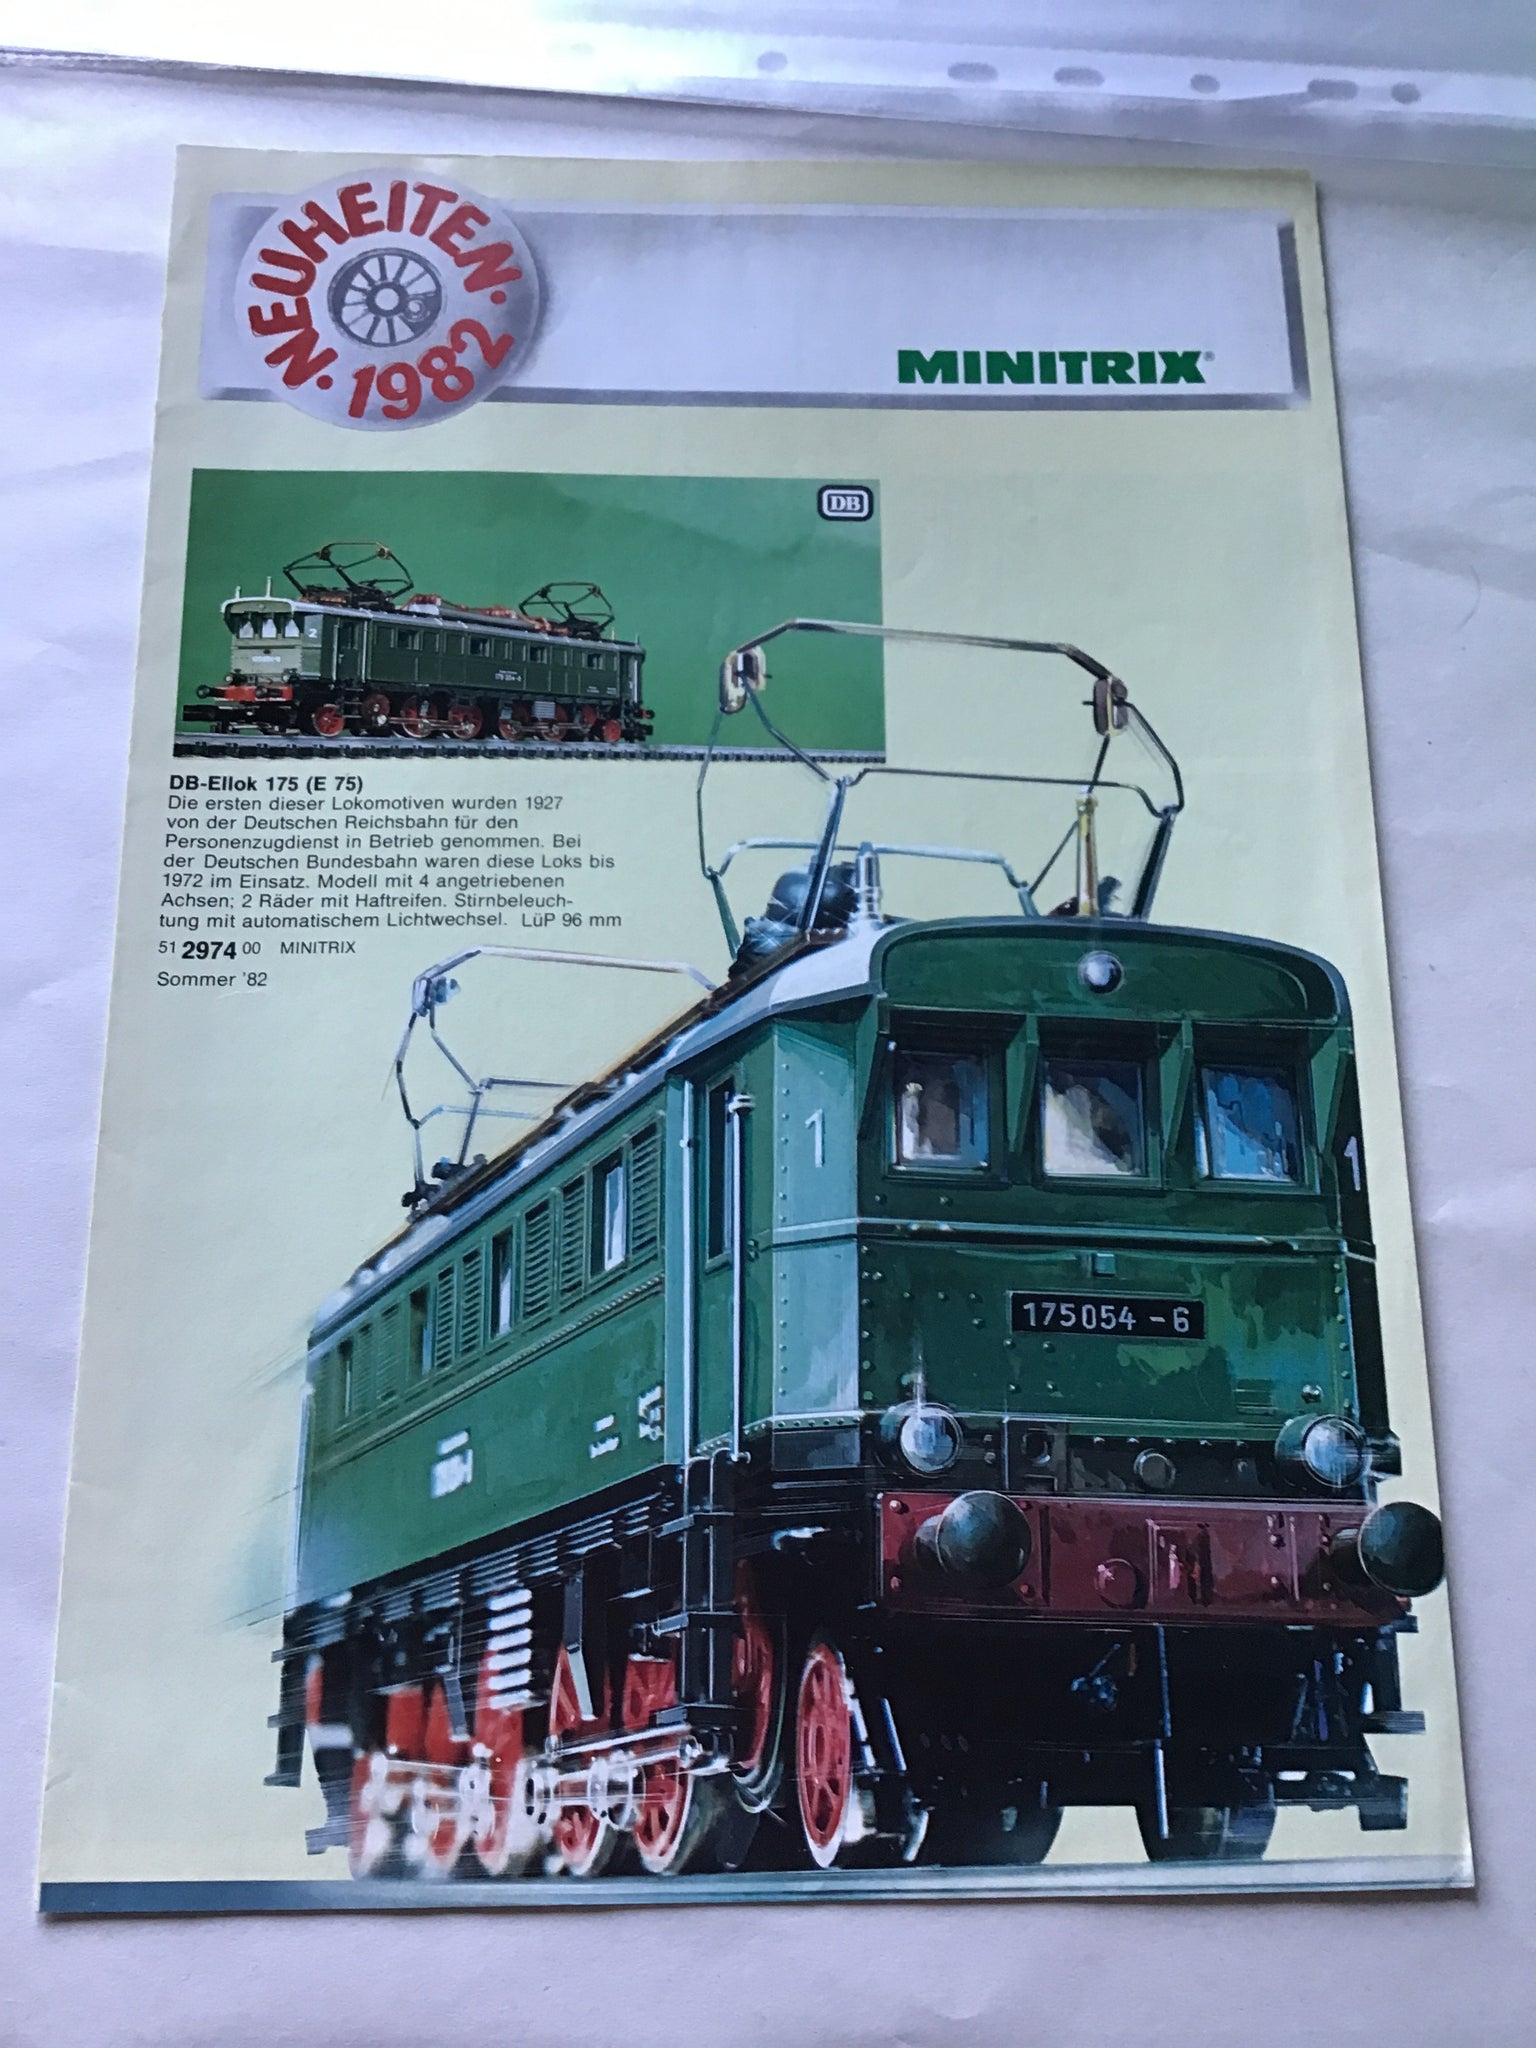 NEUHEITEN · 1982 ·
MINITRIX®
DB
2
175 054-6
DB-Ellok 175 (E 75)
Die ersten dieser Lokomotiven wurden 1927
von der Deutschen Reichsbahn für den
Personenzugdienst in Betrieb genommen. Bei
der Deutschen Bundesbahn waren diese Loks bis
1972 im Einsatz. Modell mit 4 angetriebenen
Achsen; 2 Räder mit Haftreifen. Stirnbeleuch-
tung mit automatischem Lichtwechsel. LüP 96 mm
51 2974 00 MINITRIX
Sommer '82
1
1
175054-6